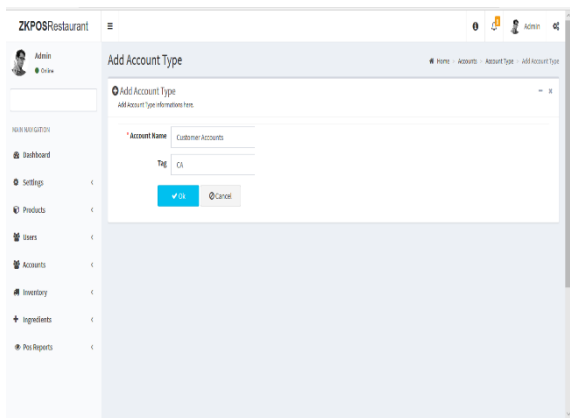 ZKPOSRestaurant
Admin
Admin
Online
Add Account Type
Home > Accounts > Account Type > Add Account Type
Add Account Type
Add Account Type informations here.
MAIN NAVIGATION
* Account Name
Customer Accounts
Tag
CA
Ok
Cancel
Dashboard
Settings
Products
Users
Accounts
Inventory
Ingredients
Pos Reports